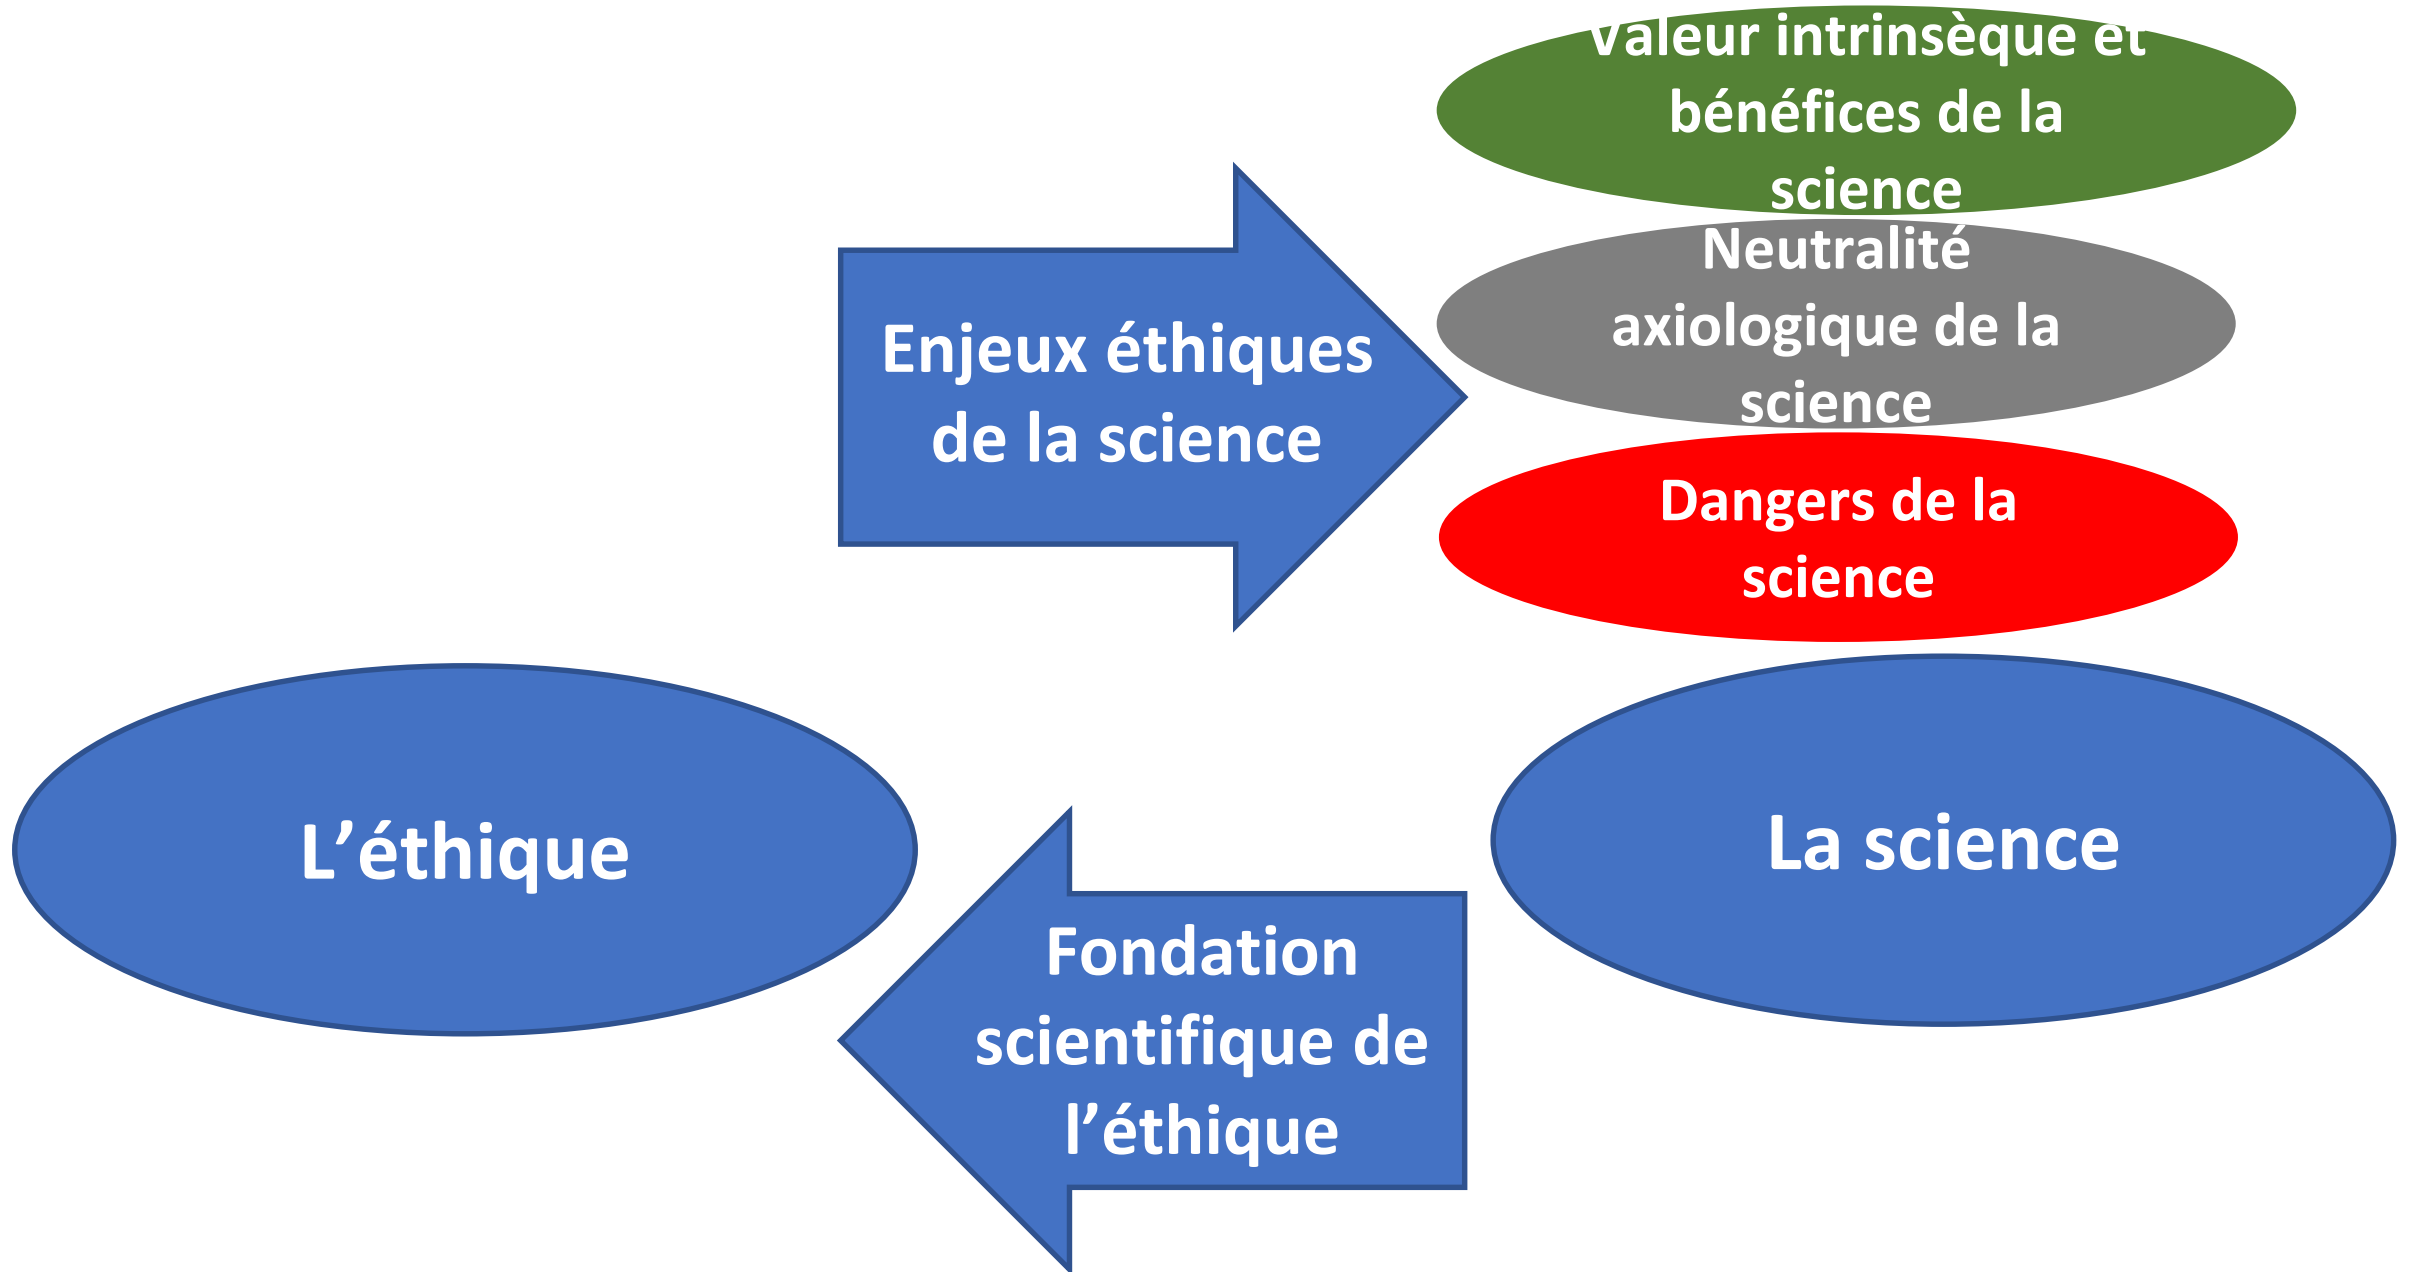 Valeur intrinsèque et
bénéfices de la
science
Neutralité
axiologique de la
science
Enjeux éthiques
de la science
Dangers de la
science
L’éthique
La science
Fondation
scientifique de
l’éthique